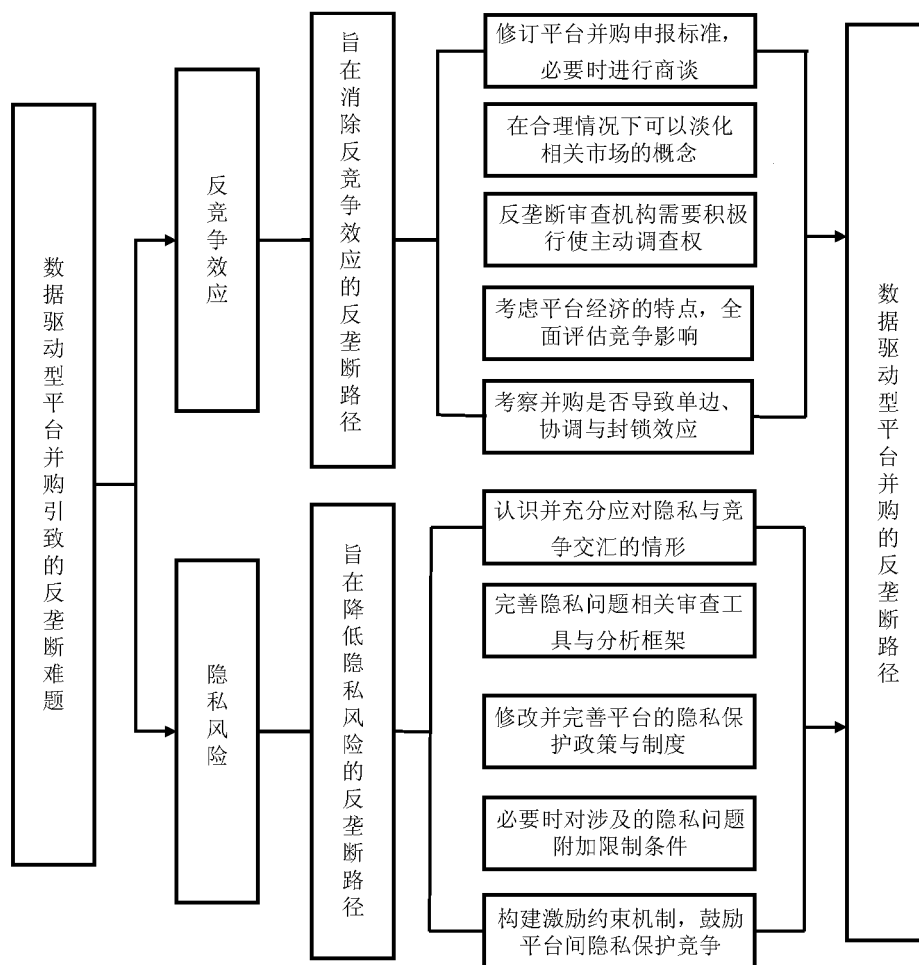 数据驱动型平台并购引致的反垄断难题
反竞争效应
旨在消除反竞争效应的反垄断路径
修订平台并购申报标准，
必要时进行商谈
在合理情况下可以淡化
相关市场的概念
反垄断审查机构需要积极
行使主动调查权
考虑平台经济的特点，全
面评估竞争影响
考察并购是否导致单边、
协调与封锁效应
隐私风险
旨在降低隐私风险的反垄断路径
认识并充分应对隐私与竞
争交汇的情形
完善隐私问题相关审查工
具与分析框架
修改并完善平台的隐私保
护政策与制度
必要时对涉及的隐私问题
附加限制条件
构建激励约束机制，鼓励
平台间隐私保护竞争
数据驱动型平台并购的反垄断路径